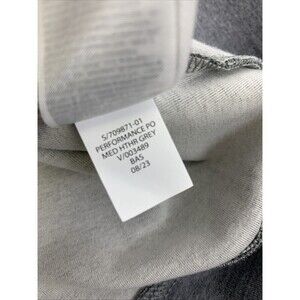 S/709871-01
PERFORMANCE PO
MED HTHR GREY
V/003489
BAS
08/23